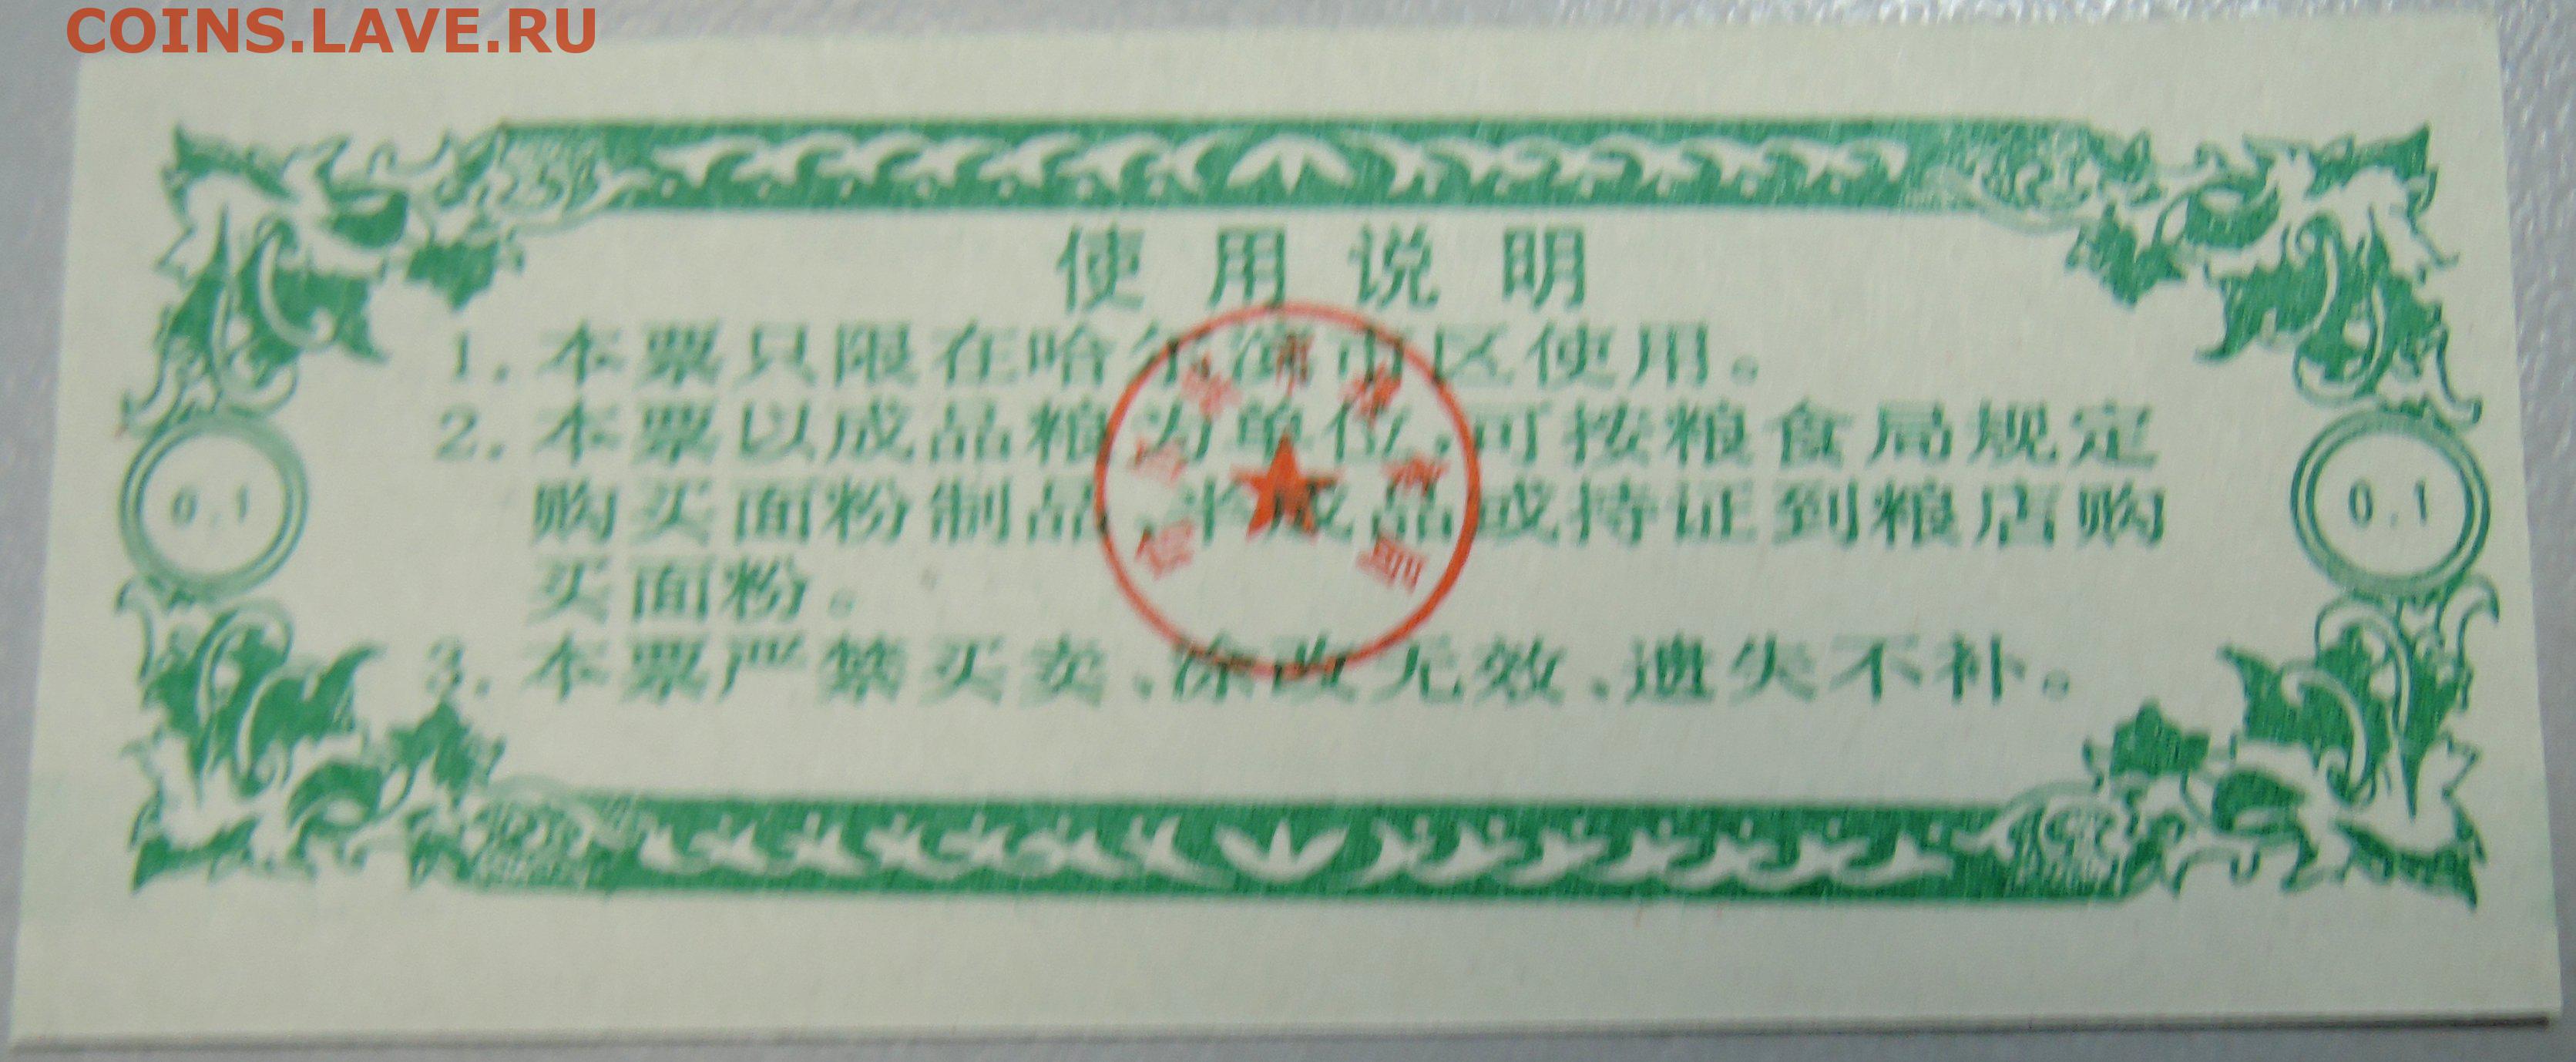 COINS.LAVE.RU
使用说明
1. 本票只限在哈尔滨市区使用。
2. 本票以成品粮为单位,可按粮食局规定
购买面粉制品、半成品或持证到粮店购
买面粉。
3. 本票严禁买卖、涂改无效、遗失不补。
0.1
0.1